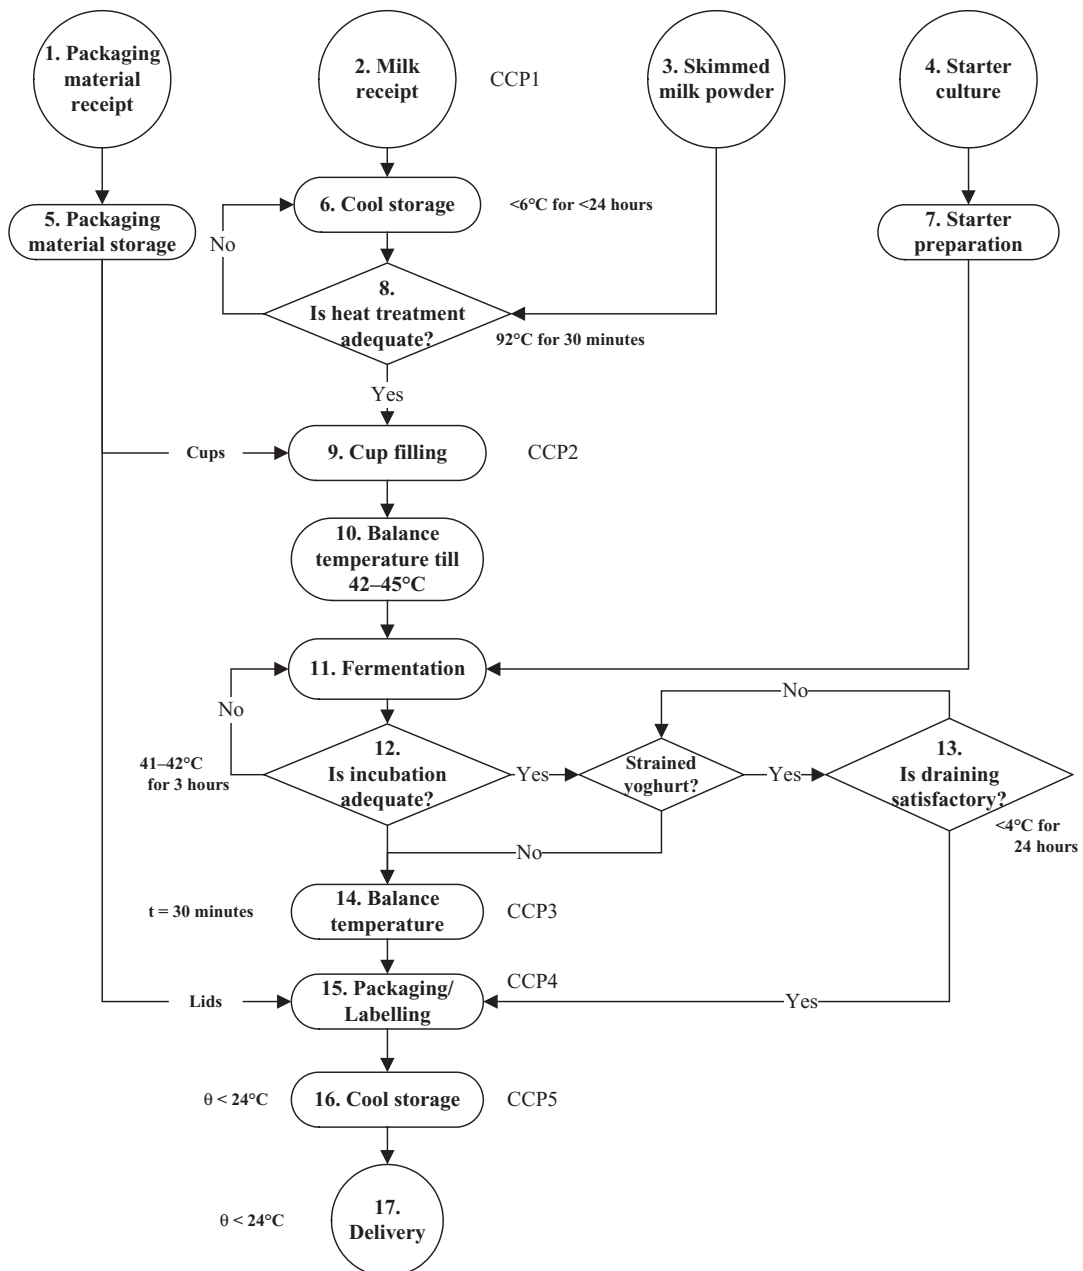 1. Packaging
material
receipt
2. Milk
receipt
CCP1
3. Skimmed
milk powder
4. Starter
culture
5. Packaging
material storage
6. Cool storage
<6°C for <24 hours
7. Starter
preparation
No
8.
Is heat treatment
adequate?
92°C for 30 minutes
Yes
Cups
9. Cup filling
CCP2
10. Balance
temperature till
42–45°C
11. Fermentation
No
No
41–42°C
for 3 hours
12.
Is incubation
adequate?
Yes
Strained
yoghurt?
Yes
13.
Is draining
satisfactory?
<4°C for
24 hours
No
t = 30 minutes
14. Balance
temperature
CCP3
Lids
15. Packaging/
Labelling
CCP4
Yes
θ < 24°C
16. Cool storage
CCP5
θ < 24°C
17.
Delivery